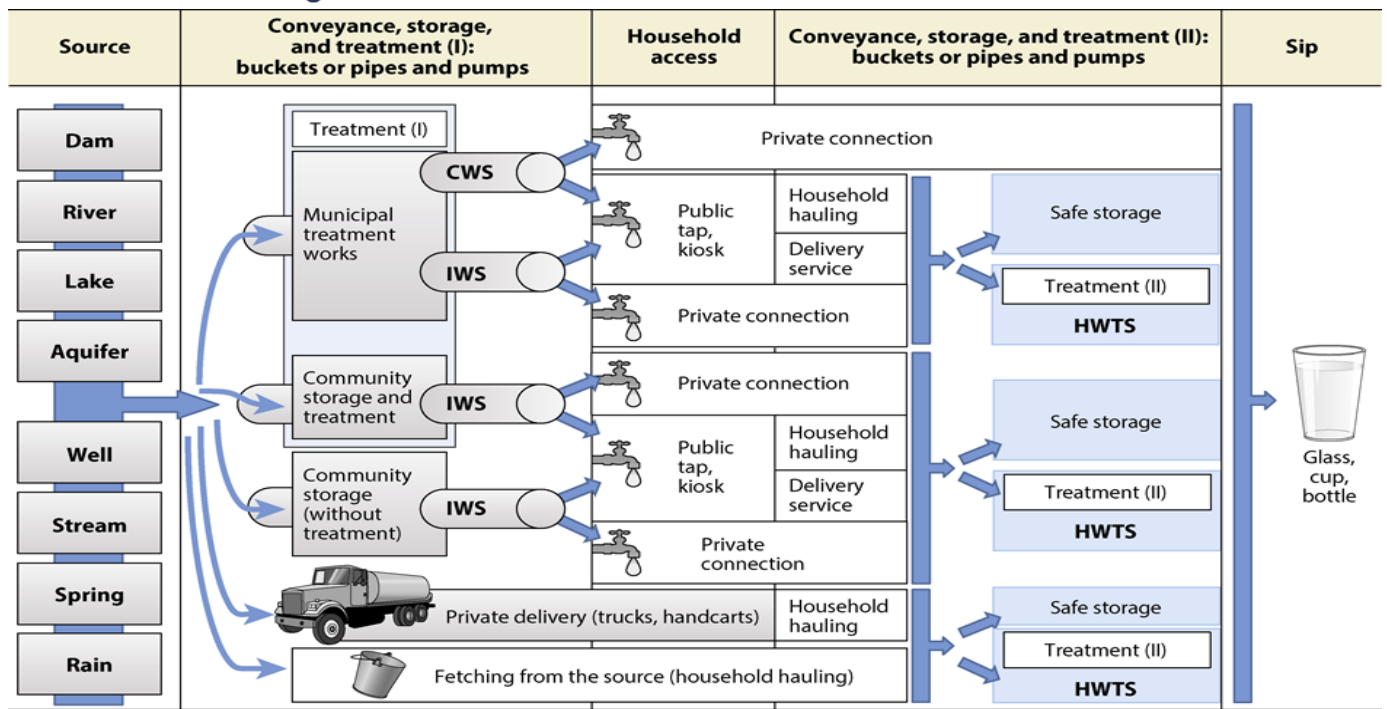 Source
Conveyance, storage,
and treatment (I):
buckets or pipes and pumps
Household
access
Conveyance, storage, and treatment (II):
buckets or pipes and pumps
Sip
Dam
River
Lake
Aquifer
Well
Stream
Spring
Rain
Treatment (I)
Municipal
treatment
works
CWS
IWS
Community
storage and
treatment
IWS
Community
storage
(without
treatment)
IWS
Private delivery (trucks, handcarts)
Household
hauling
Fetching from the source (household hauling)
Private connection
Public
tap,
kiosk
Household
hauling
Delivery
service
Private connection
Private connection
Public
tap,
kiosk
Household
hauling
Delivery
service
Private
connection
Safe storage
Treatment (II)
HWTS
Safe storage
Treatment (II)
HWTS
Safe storage
Treatment (II)
HWTS
Glass,
cup,
bottle